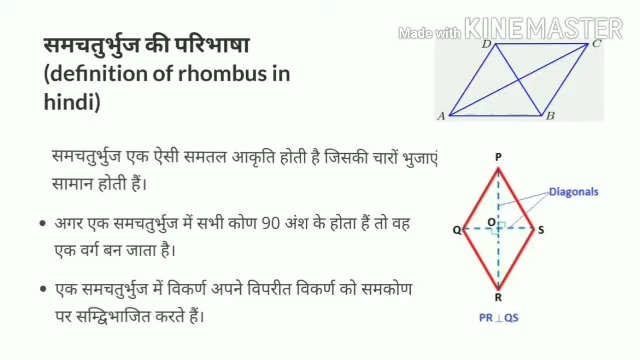 Made with KINEMASTER
समचतुर्भुज की परिभाषा
(definition of rhombus in
hindi)
D
C
A
B
समचतुर्भुज एक ऐसी समतल आकृति होती है जिसकी चारों भुजाएं
सामान होती हैं।
• अगर एक समचतुर्भुज में सभी कोण 90 अंश के होता हैं तो वह
एक वर्ग बन जाता है।
• एक समचतुर्भुज में विकर्ण अपने विपरीत विकर्ण को समकोण
पर सम्द्विभाजित करते हैं।
P
Diagonals
Q
O
S
R
PR⊥QS